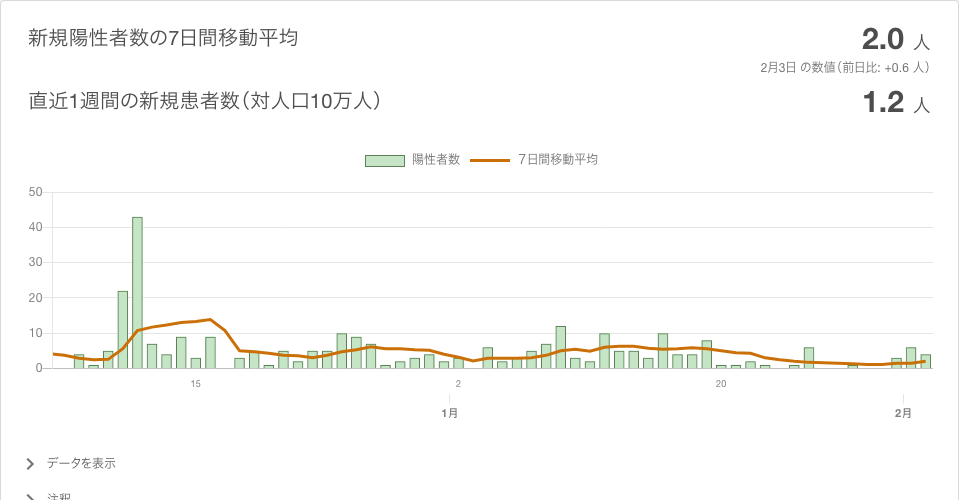 新規陽性者数の7日間移動平均
2.0 人
2月3日 の数値（前日比: +0.6 人）
直近1週間の新規患者数（対人口10万人）
1.2 人
陽性者数 7日間移動平均
50
40
30
20
10
0
15 2 20
1月 2月
データを表示
注釈